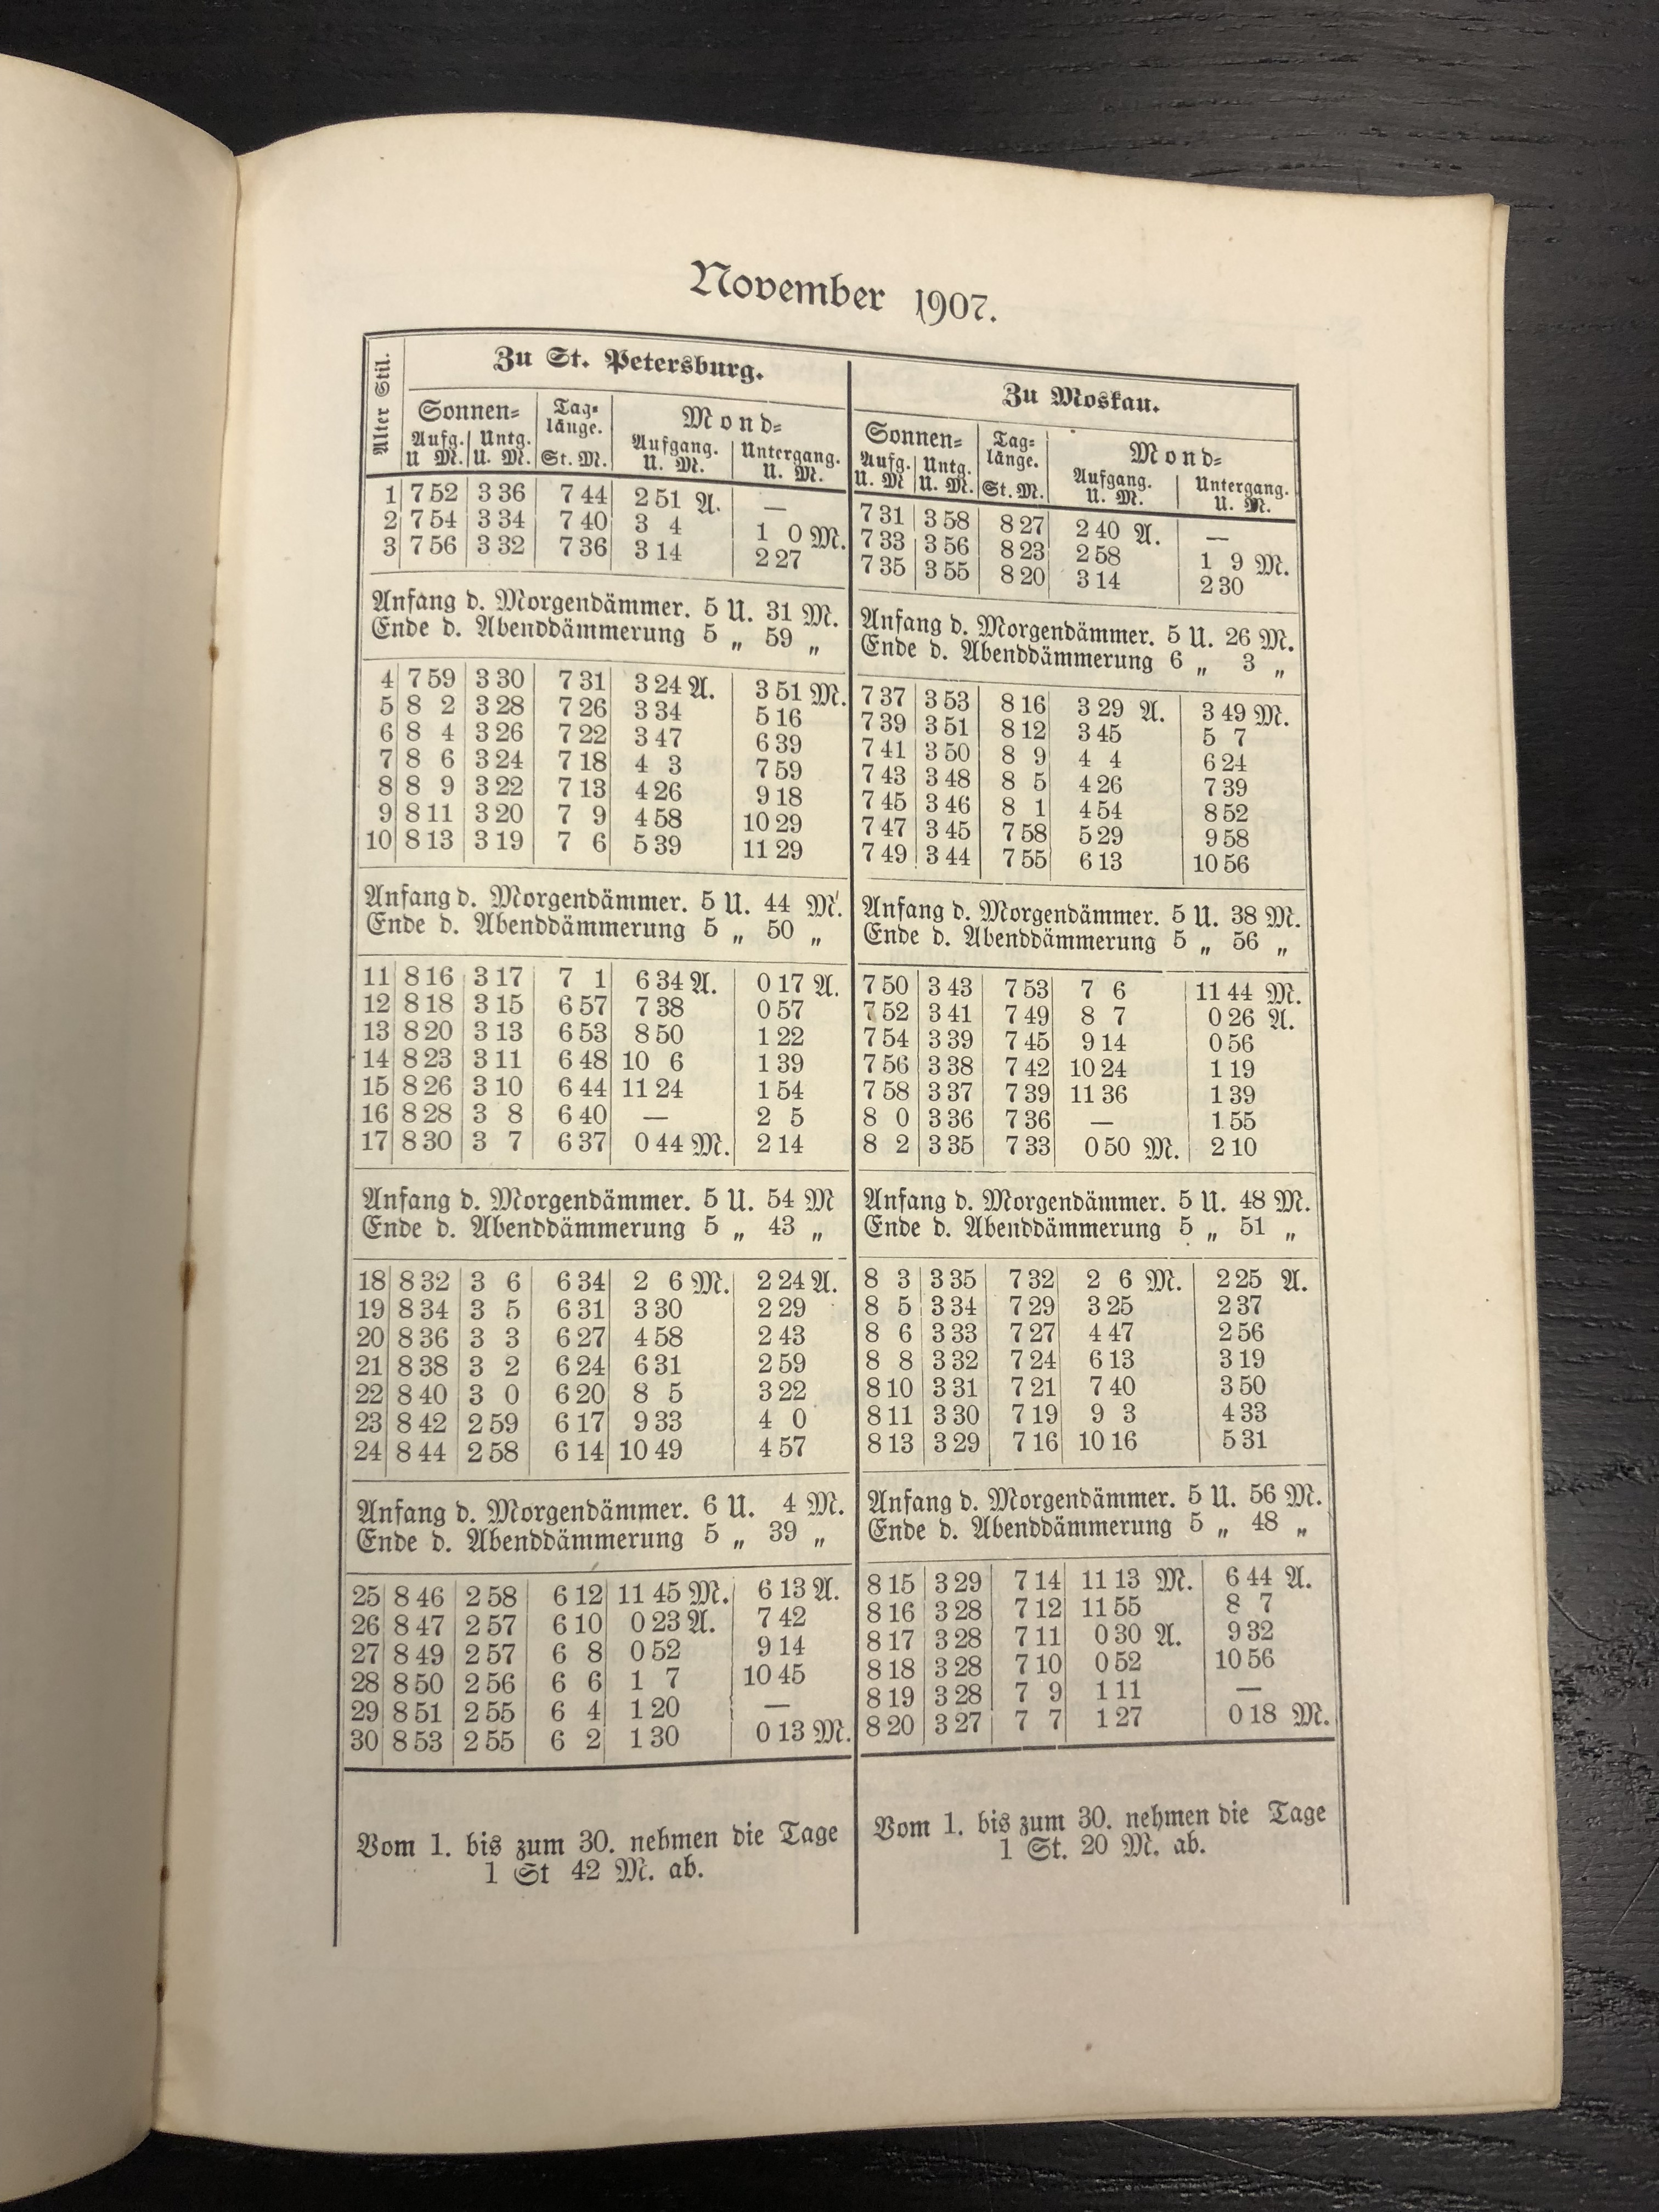 November 1907.
Alter Stil.
Zu St. Petersburg.
Zu Moskau.
Sonnen=
Tag=
länge.
Mond=
Aufg. Untg.
Aufgang. Untergang.
U M. U. M. St. M. U. M. U. M.
Sonnen=
Tag=
länge.
Mond=
Aufg. Untg.
Aufgang. Untergang.
U. M U. M. St. M. U. M. U. M.
1 7 52 3 36 7 44 2 51 A. — 7 31 3 58 8 27 2 40 A. —
2 7 54 3 34 7 40 3 4 1 0 M. 7 33 3 56 8 23 2 58 1 9 M.
3 7 56 3 32 7 36 3 14 2 27 7 35 3 55 8 20 3 14 2 30
Anfang d. Morgendämmer. 5 U. 31 M. Anfang d. Morgendämmer. 5 U. 26 M.
Ende d. Abenddämmerung 5 „ 59 „ Ende d. Abenddämmerung 6 „ 3 „
4 7 59 3 30 7 31 3 24 A. 3 51 M. 7 37 3 53 8 16 3 29 A. 3 49 M.
5 8 2 3 28 7 26 3 34 5 16 7 39 3 51 8 12 3 45 5 7
6 8 4 3 26 7 22 3 47 6 39 7 41 3 50 8 9 4 4 6 24
7 8 6 3 24 7 18 4 3 7 59 7 43 3 48 8 5 4 26 7 39
8 8 9 3 22 7 13 4 26 9 18 7 45 3 46 8 1 4 54 8 52
9 8 11 3 20 7 9 4 58 10 29 7 47 3 45 7 58 5 29 9 58
10 8 13 3 19 7 6 5 39 11 29 7 49 3 44 7 55 6 13 10 56
Anfang d. Morgendämmer. 5 U. 44 M. Anfang d. Morgendämmer. 5 U. 38 M.
Ende d. Abenddämmerung 5 „ 50 „ Ende d. Abenddämmerung 5 „ 56 „
11 8 16 3 17 7 1 6 34 A. 0 17 A. 7 50 3 43 7 53 7 6 11 44 M.
12 8 18 3 15 6 57 7 38 0 57 7 52 3 41 7 49 8 7 0 26 A.
13 8 20 3 13 6 53 8 50 1 22 7 54 3 39 7 45 9 14 0 56
14 8 23 3 11 6 48 10 6 1 39 7 56 3 38 7 42 10 24 1 19
15 8 26 3 10 6 44 11 24 1 54 7 58 3 37 7 39 11 36 1 39
16 8 28 3 8 6 40 — 2 5 8 0 3 36 7 36 — 1 55
17 8 30 3 7 6 37 0 44 M. 2 14 8 2 3 35 7 33 0 50 M. 2 10
Anfang d. Morgendämmer. 5 U. 54 M Anfang d. Morgendämmer. 5 U. 48 M.
Ende d. Abenddämmerung 5 „ 43 „ Ende d. Abenddämmerung 5 „ 51 „
18 8 32 3 6 6 34 2 6 M. 2 24 A. 8 3 3 35 7 32 2 6 M. 2 25 A.
19 8 34 3 5 6 31 3 30 2 29 8 5 3 34 7 29 3 25 2 37
20 8 36 3 3 6 27 4 58 2 43 8 6 3 33 7 27 4 47 2 56
21 8 38 3 2 6 24 6 31 2 59 8 8 3 32 7 24 6 13 3 19
22 8 40 3 0 6 20 8 5 3 22 8 10 3 31 7 21 7 40 3 50
23 8 42 2 59 6 17 9 33 4 0 8 11 3 30 7 19 9 3 4 33
24 8 44 2 58 6 14 10 49 4 57 8 13 3 29 7 16 10 16 5 31
Anfang d. Morgendämmer. 6 U. 4 M. Anfang d. Morgendämmer. 5 U. 56 M.
Ende d. Abenddämmerung 5 „ 39 „ Ende d. Abenddämmerung 5 „ 48 „
25 8 46 2 58 6 12 11 45 M. 6 13 A. 8 15 3 29 7 14 11 13 M. 6 44 A.
26 8 47 2 57 6 10 0 23 A. 7 42 8 16 3 28 7 12 11 55 8 7
27 8 49 2 57 6 8 0 52 9 14 8 17 3 28 7 11 0 30 A. 9 32
28 8 50 2 56 6 6 1 7 10 45 8 18 3 28 7 10 0 52 10 56
29 8 51 2 55 6 4 1 20 — 8 19 3 28 7 9 1 11 —
30 8 53 2 55 6 2 1 30 0 13 M. 8 20 3 27 7 7 1 27 0 18 M.
Vom 1. bis zum 30. nehmen die Tage
1 St 42 M. ab.
Vom 1. bis zum 30. nehmen die Tage
1 St. 20 M. ab.